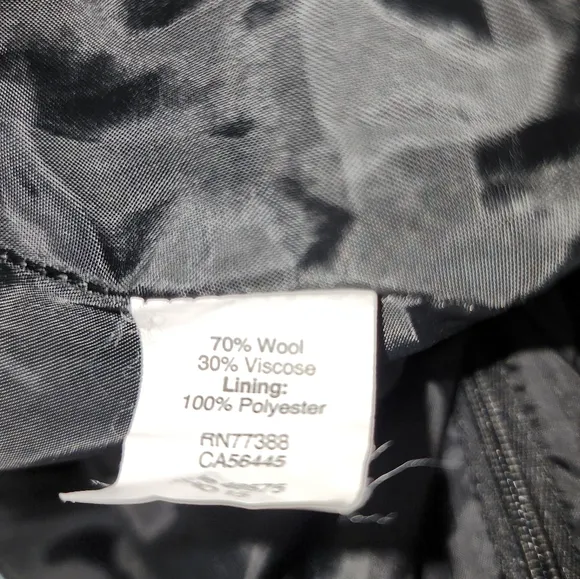 70% Wool
30% Viscose
Lining:
100% Polyester
RN77388
CA56445